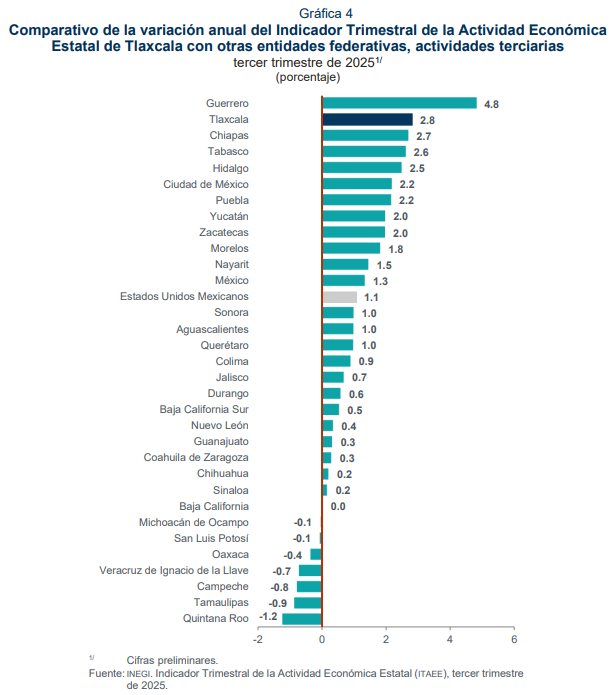 Gráfica 4
Comparativo de la variación anual del Indicador Trimestral de la Actividad Económica
Estatal de Tlaxcala con otras entidades federativas, actividades terciarias
tercer trimestre de 20251/
(porcentaje)
Guerrero 4.8
Tlaxcala 2.8
Chiapas 2.7
Tabasco 2.6
Hidalgo 2.5
Ciudad de México 2.2
Puebla 2.2
Yucatán 2.0
Zacatecas 2.0
Morelos 1.8
Nayarit 1.5
México 1.3
Estados Unidos Mexicanos 1.1
Sonora 1.0
Aguascalientes 1.0
Querétaro 1.0
Colima 0.9
Jalisco 0.7
Durango 0.6
Baja California Sur 0.5
Nuevo León 0.4
Guanajuato 0.3
Coahuila de Zaragoza 0.3
Chihuahua 0.2
Sinaloa 0.2
Baja California 0.0
Michoacán de Ocampo -0.1
San Luis Potosí -0.1
Oaxaca -0.4
Veracruz de Ignacio de la Llave -0.7
Campeche -0.8
Tamaulipas -0.9
Quintana Roo -1.2
-2 0 2 4 6
1/ Cifras preliminares.
Fuente: INEGI. Indicador Trimestral de la Actividad Económica Estatal (ITAEE), tercer trimestre
de 2025.